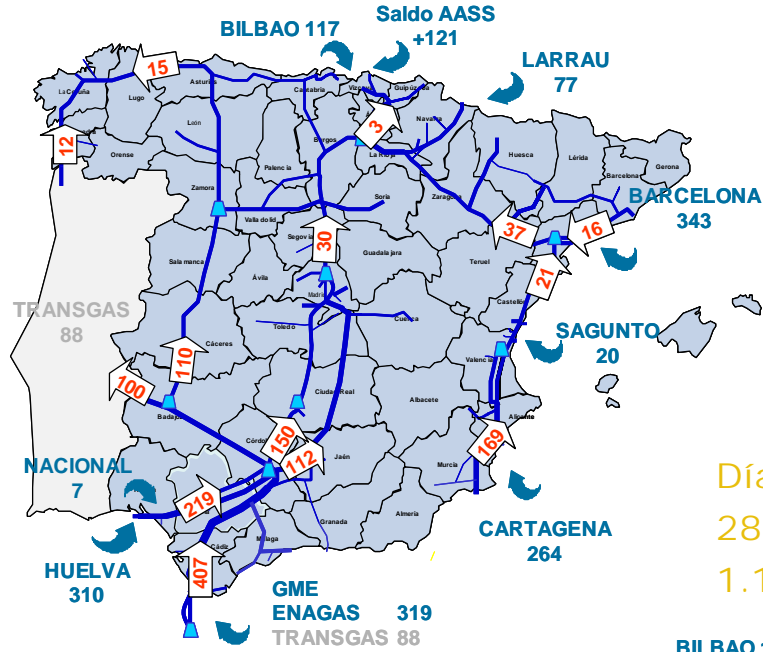 Saldo AASS
+121
BILBAO 117
LARRAU
77
15
La Coruña
Lugo
Asturias
Cantabria
Vizcaya
Guipúzcoa
Navarra
3
12
Orense
León
Palencia
Burgos
La Rioja
Huesca
Lérida
Gerona
Barcelona
BARCELONA
343
Zamora
Valladolid
Soria
Zaragoza
37
16
Segovia
30
Guadalajara
Teruel
21
Salamanca
Ávila
Madrid
Castellón
TRANSGAS
88
Toledo
Cuenca
SAGUNTO
20
Valencia
Cáceres
110
100
Badajoz
Ciudad Real
Albacete
Alicante
150
112
Córdoba
Jaén
Murcia
169
NACIONAL
7
219
Granada
Almería
Málaga
Cádiz
CARTAGENA
264
HUELVA
310
407
GME
ENAGAS 319
TRANSGAS 88
Día
28
1.1
BILBAO 1